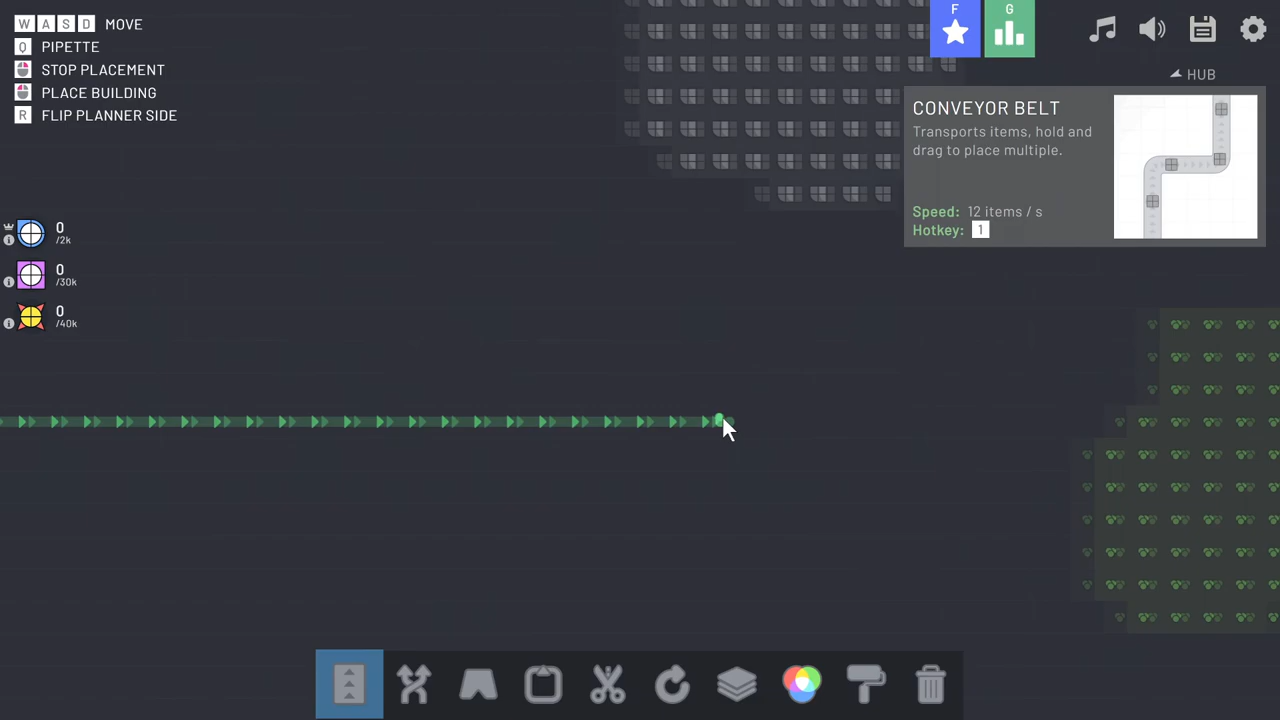 W A S D MOVE
Q PIPETTE
STOP PLACEMENT
PLACE BUILDING
R FLIP PLANNER SIDE
F G
HUB
CONVEYOR BELT
Transports items, hold and
drag to place multiple.
Speed: 12 items / s
Hotkey: 1
0
/2k
0
/30k
0
/40k